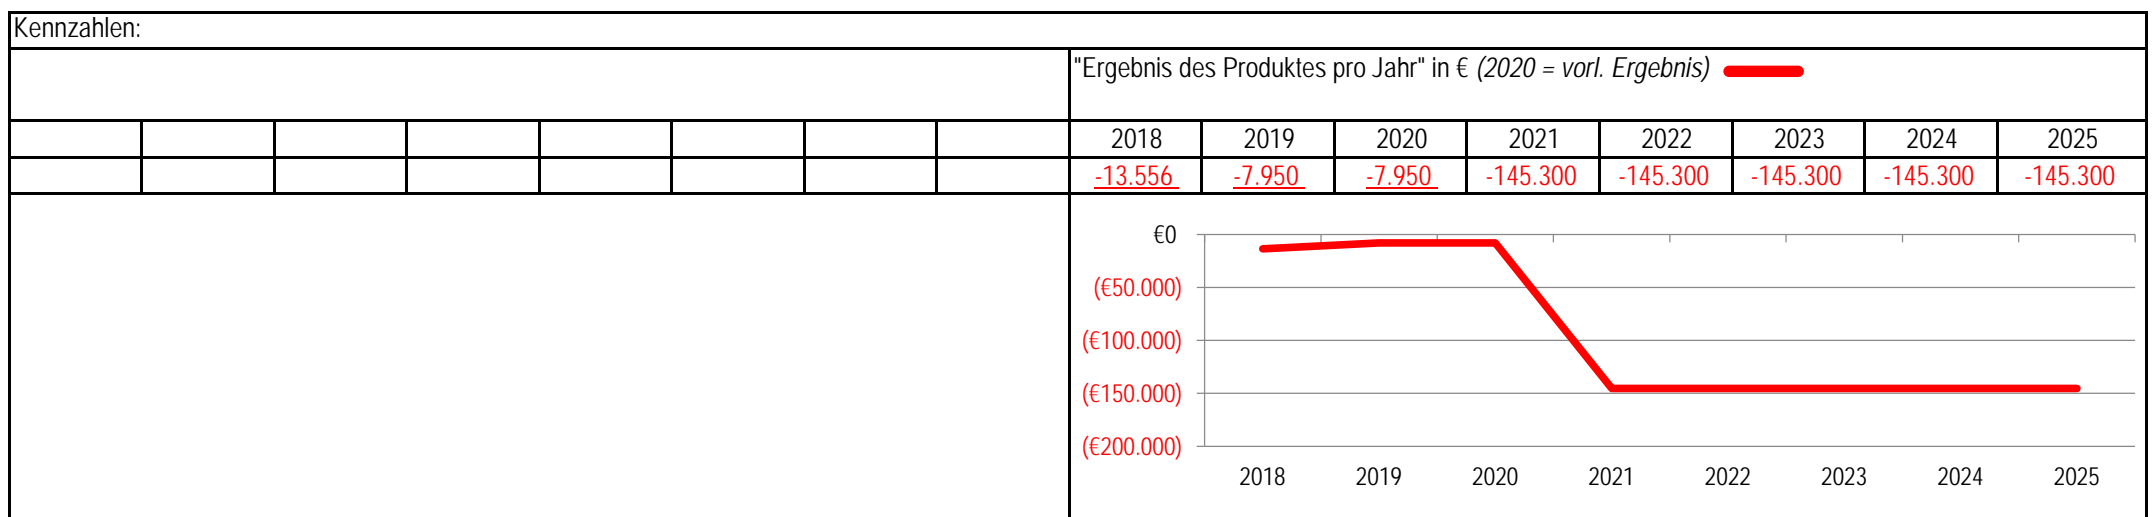 Kennzahlen:
"Ergebnis des Produktes pro Jahr" in € (2020 = vorl. Ergebnis)
2018 2019 2020 2021 2022 2023 2024 2025
-13.556 -7.950 -7.950 -145.300 -145.300 -145.300 -145.300 -145.300
€0
(€50.000)
(€100.000)
(€150.000)
(€200.000)
2018 2019 2020 2021 2022 2023 2024 2025